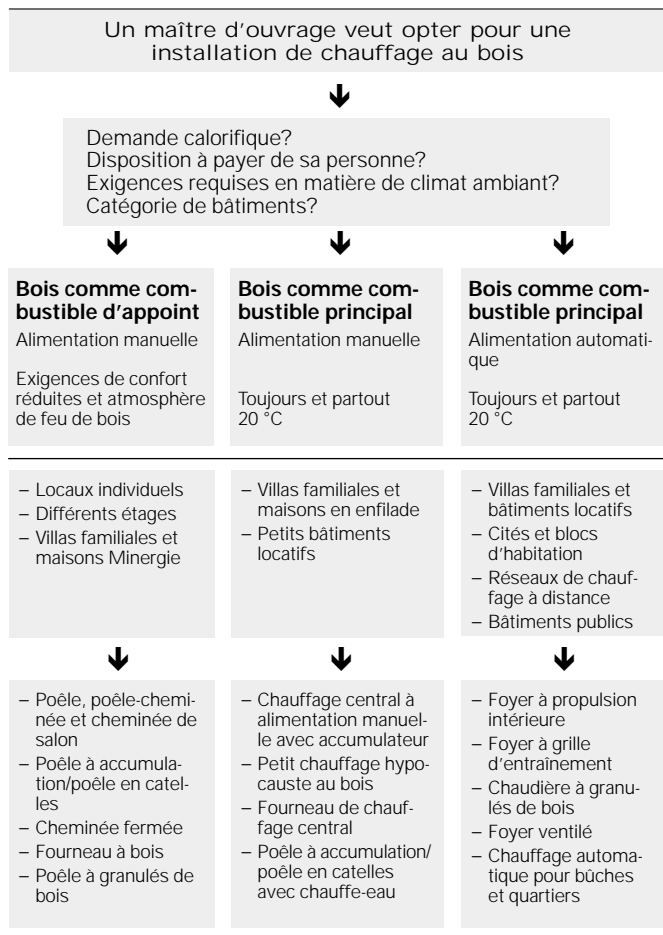 Un maître d'ouvrage veut opter pour une
installation de chauffage au bois
Demande calorifique?
Disposition à payer de sa personne?
Exigences requises en matière de climat ambiant?
Catégorie de bâtiments?
Bois comme com-
bustible d'appoint
Alimentation manuelle
Exigences de confort
réduites et atmosphère
de feu de bois
Bois comme com-
bustible principal
Alimentation manuelle
Toujours et partout
20 °C
Bois comme com-
bustible principal
Alimentation automati-
que
Toujours et partout
20 °C
– Locaux individuels
– Différents étages
– Villas familiales et
maisons Minergie
– Villas familiales et
maisons en enfilade
– Petits bâtiments
locatifs
– Villas familiales et
bâtiments locatifs
– Cités et blocs
d'habitation
– Réseaux de chauf-
fage à distance
– Bâtiments publics
– Poêle, poêle-chemi-
née et cheminée de
salon
– Poêle à accumula-
tion/poêle en catel-
les
– Cheminée fermée
– Fourneau à bois
– Poêle à granulés de
bois
– Chauffage central à
alimentation manuel-
le avec accumulateur
– Petit chauffage hypo-
causte au bois
– Fourneau de chauf-
fage central
– Poêle à accumulation/
poêle en catelles
avec chauffe-eau
– Foyer à propulsion
intérieure
– Foyer à grille
d'entraînement
– Chaudière à granu-
lés de bois
– Foyer ventilé
– Chauffage automa-
tique pour bûches
et quartiers